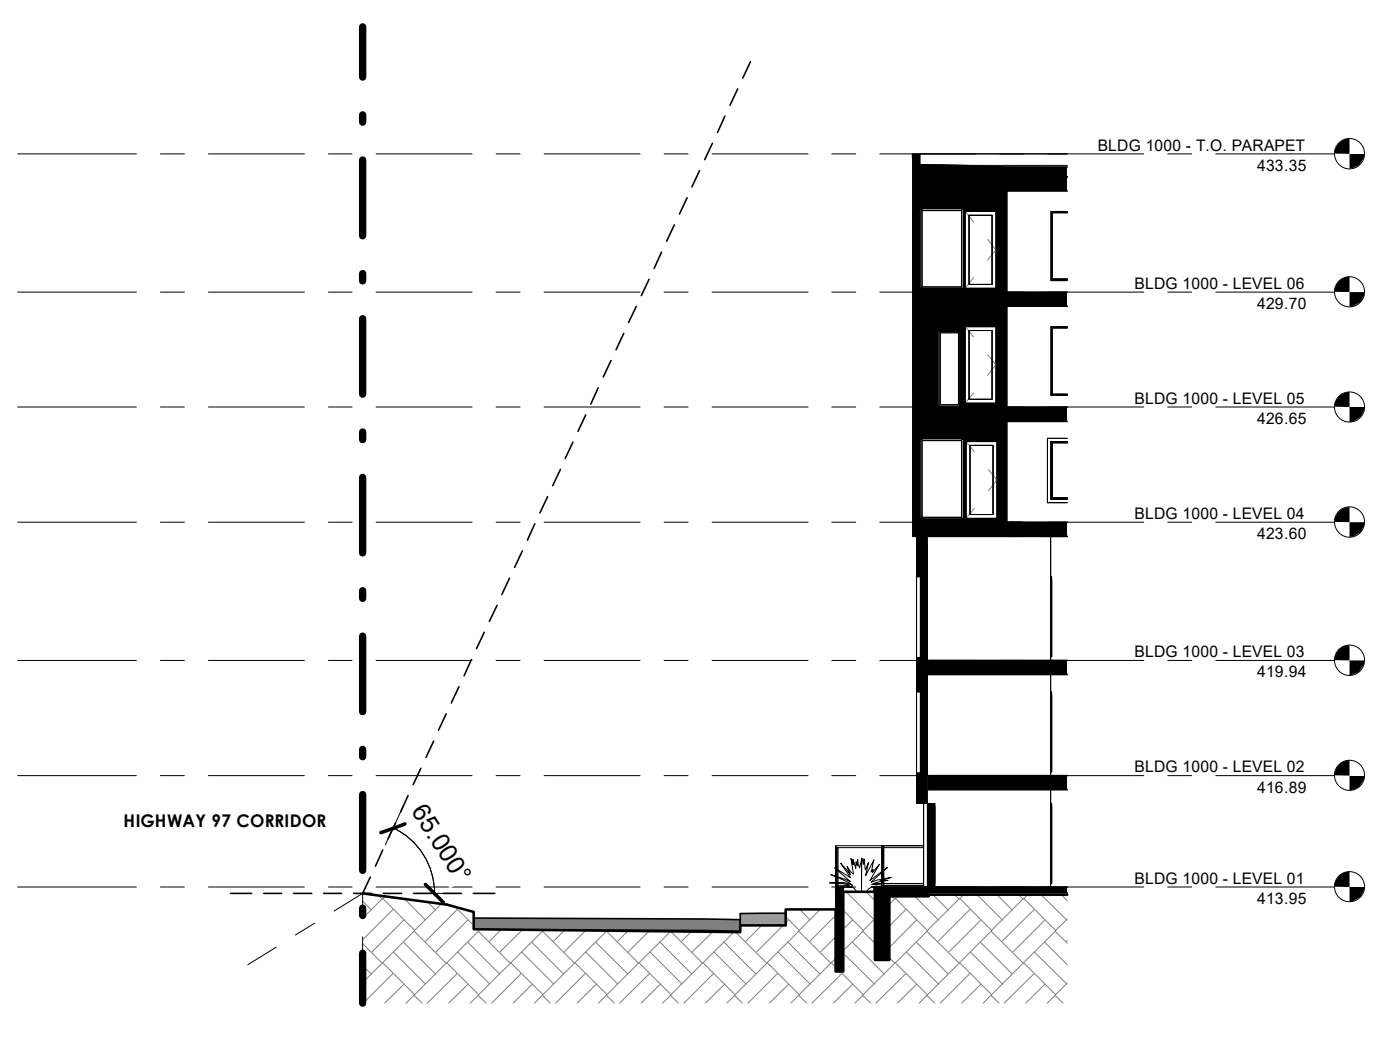 BLDG 1000 - T.O. PARAPET
433.35
BLDG 1000 - LEVEL 06
429.70
BLDG 1000 - LEVEL 05
426.65
BLDG 1000 - LEVEL 04
423.60
BLDG 1000 - LEVEL 03
419.94
BLDG 1000 - LEVEL 02
416.89
HIGHWAY 97 CORRIDOR
65.000°
BLDG 1000 - LEVEL 01
413.95